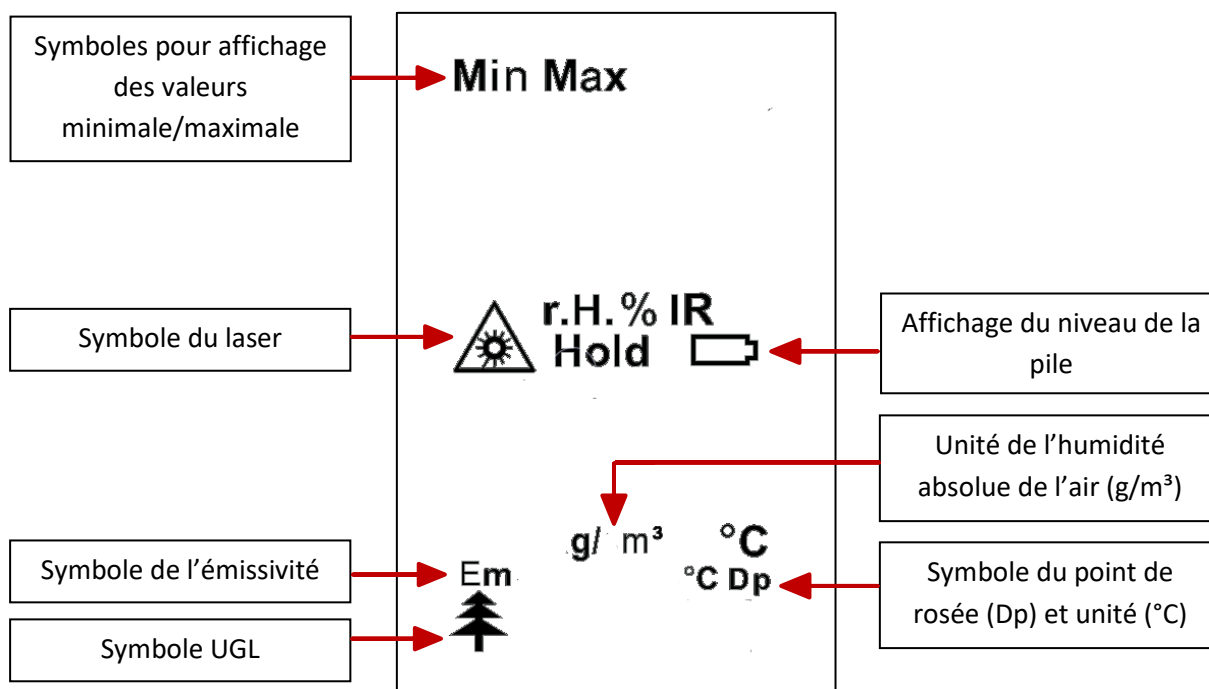 Symboles pour affichage
des valeurs
minimale/maximale
Min Max
Symbole du laser
r.H.% IR
Hold
Affichage du niveau de la
pile
Unité de l'humidité
absolue de l'air (g/m³)
g/ m³
°C
Symbole de l'émissivité
Em
°C Dp
Symbole du point de
rosée (Dp) et unité (°C)
Symbole UGL